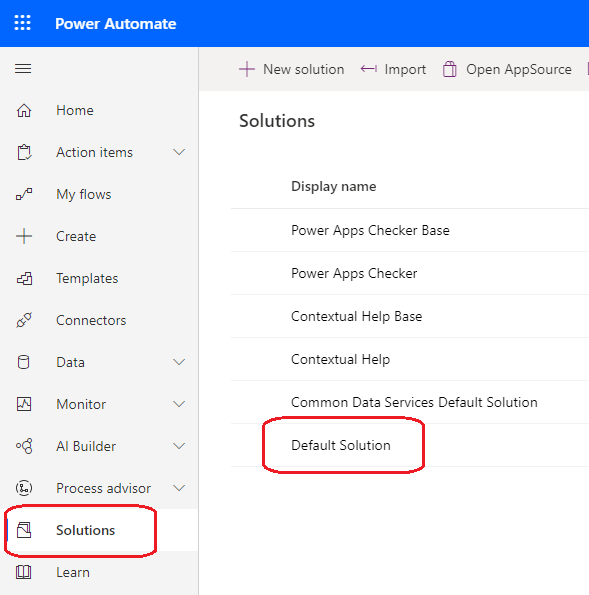 Power Automate
New solution
Import
Open AppSource
Home
Action items
My flows
Create
Templates
Connectors
Data
Monitor
AI Builder
Process advisor
Solutions
Learn
Solutions
Display name
Power Apps Checker Base
Power Apps Checker
Contextual Help Base
Contextual Help
Common Data Services Default Solution
Default Solution